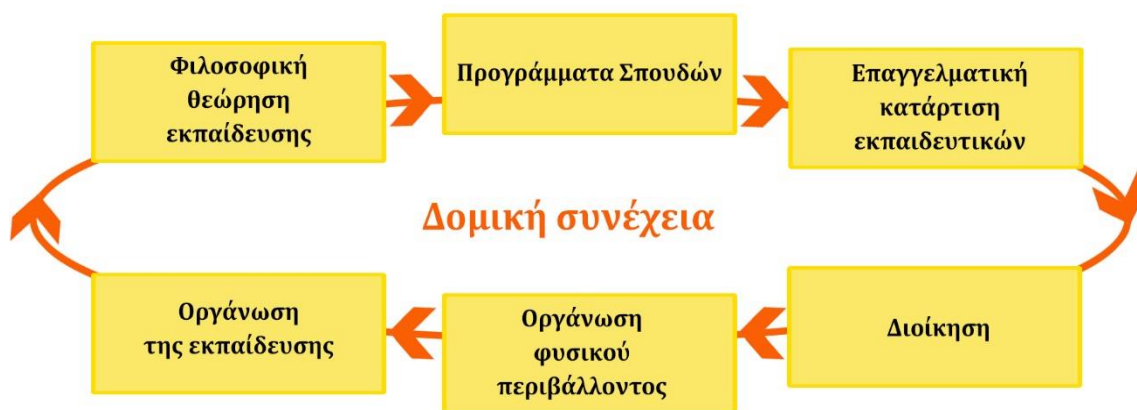 Φιλοσοφική
θεώρηση
εκπαίδευσης
Προγράμματα Σπουδών
Επαγγελματική
κατάρτιση
εκπαιδευτικών
Δομική συνέχεια
Οργάνωση
της εκπαίδευσης
Οργάνωση
φυσικού
περιβάλλοντος
Διοίκηση